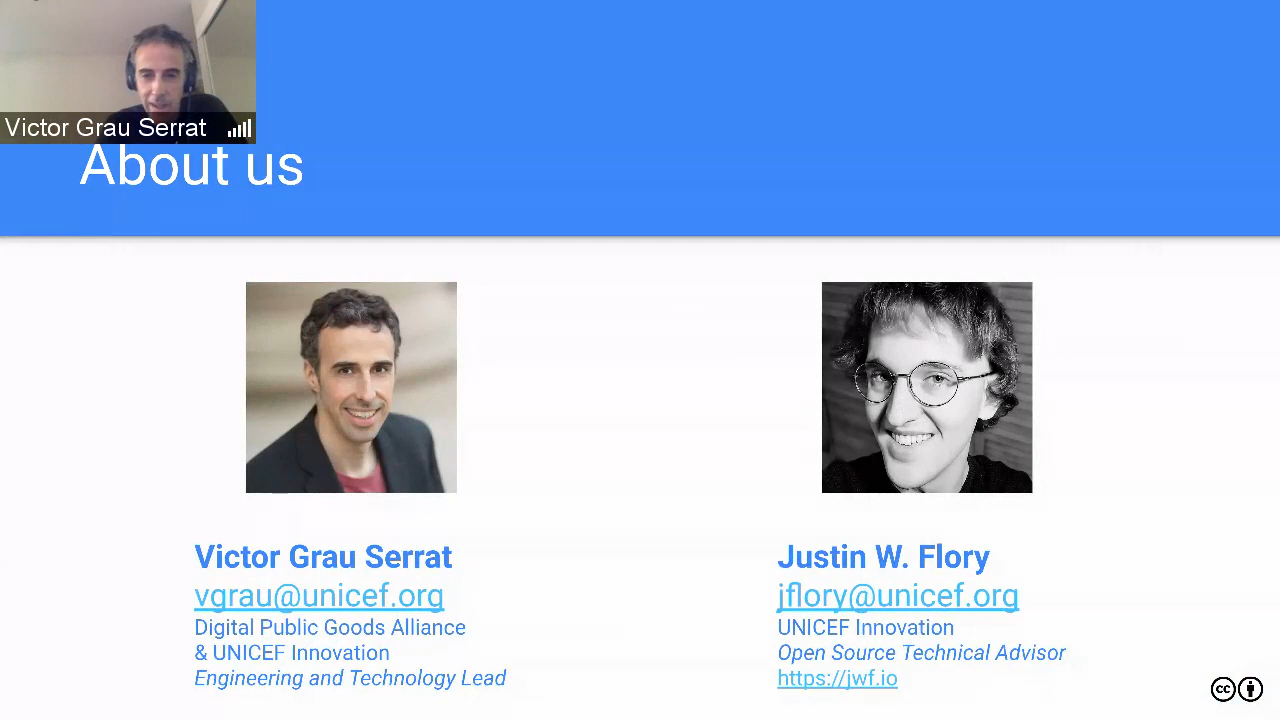 Victor Grau Serrat
About us
Victor Grau Serrat
vgrau@unicef.org
Digital Public Goods Alliance
& UNICEF Innovation
Engineering and Technology Lead
Justin W. Flory
jflory@unicef.org
UNICEF Innovation
Open Source Technical Advisor
https://jwf.io
cc